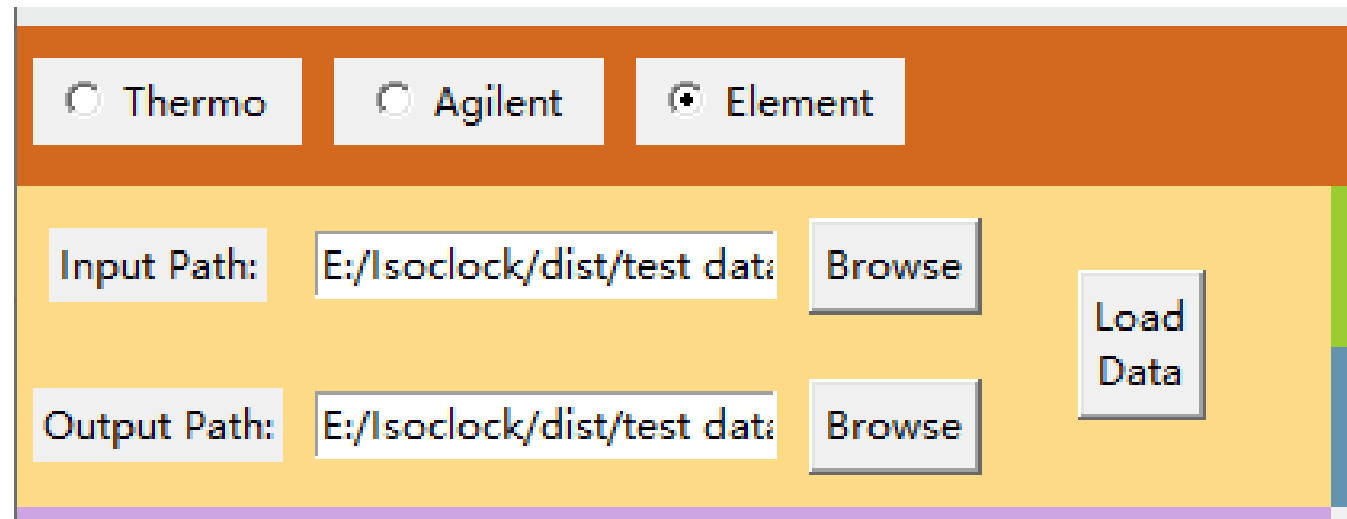 Thermo Agilent Element
Input Path: E:/Isoclock/dist/test data Browse
Load
Data
Output Path: E:/Isoclock/dist/test data Browse